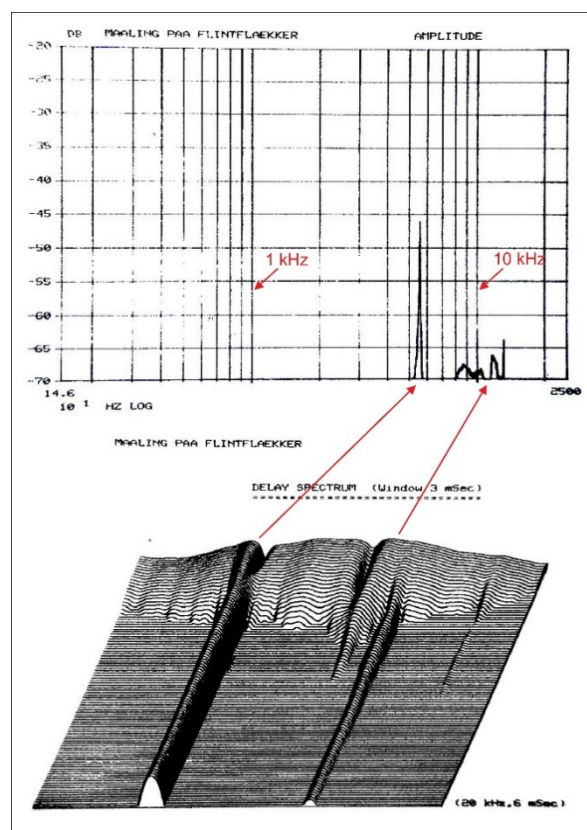 DB MAALING PAA FLINTFLAEKKER AMPLITUDE
-20
-25
-30
-35
-40
-45
-50
1 kHz 10 kHz
-55
-60
-65
-70
14.6 2500
10 1 HZ LOG
MAALING PAA FLINTFLAEKKER
DELAY SPECTRUM (Window 3 mSec)
(20 kHz,6 mSec)